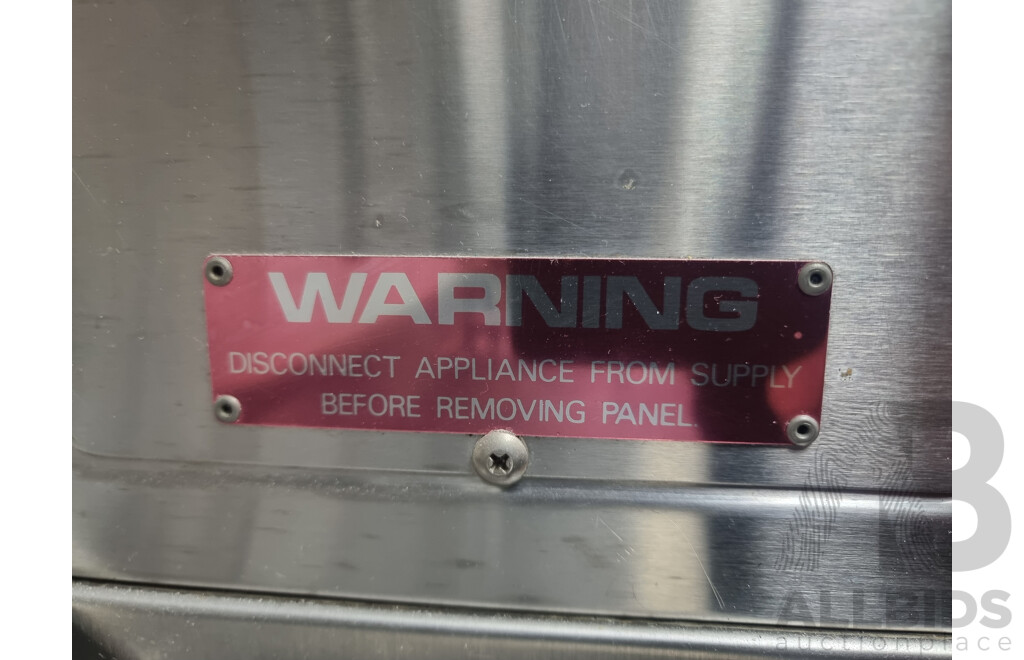 WARNING
DISCONNECT APPLIANCE FROM SUPPLY
BEFORE REMOVING PANEL.
ALLBIDS
auctionplace